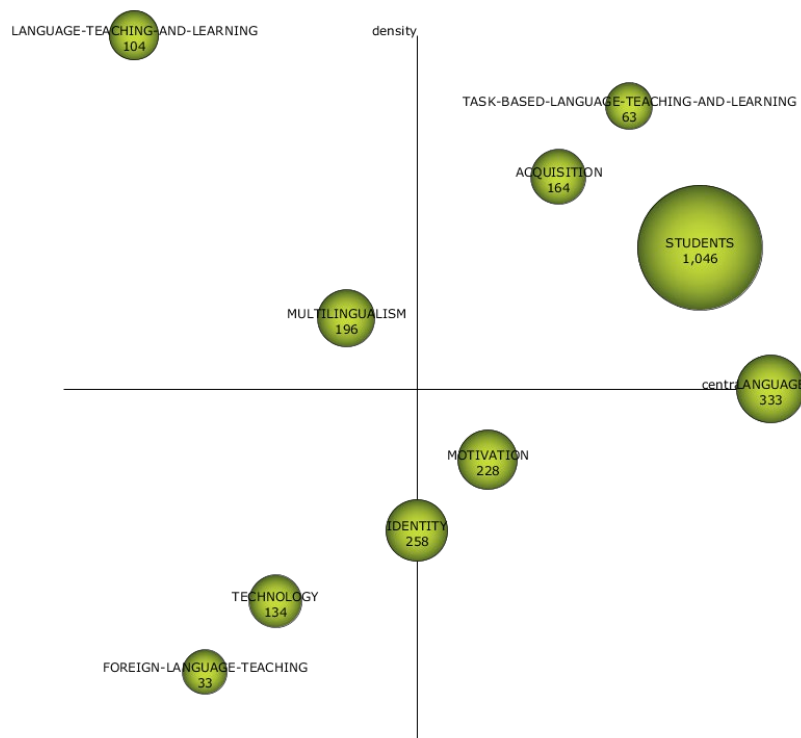 LANGUAGE-TEACHING-AND-LEARNING
104
density
TASK-BASED-LANGUAGE-TEACHING-AND-LEARNING
63
ACQUISITION
164
STUDENTS
1,046
MULTILINGUALISM
196
LANGUAGE
333
MOTIVATION
228
IDENTITY
258
TECHNOLOGY
134
FOREIGN-LANGUAGE-TEACHING
33